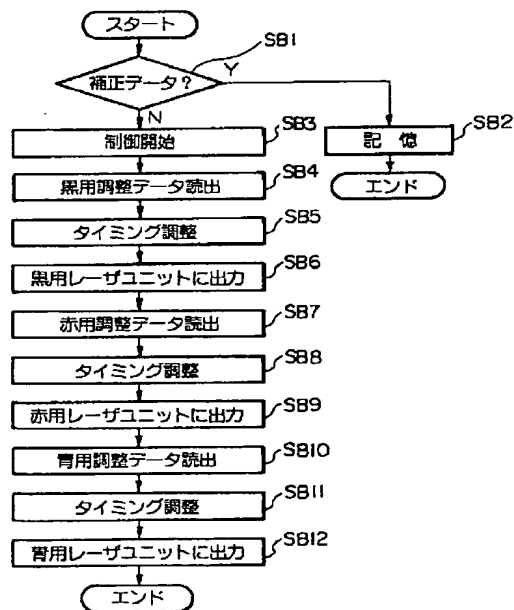 スタート
SB1
補正データ?
Y
N
SB3
制御開始
SB2
記 憶
エンド
SB4
黒用調整データ読出
SB5
タイミング調整
SB6
黒用レーザユニットに出力
SB7
赤用調整データ読出
SB8
タイミング調整
SB9
赤用レーザユニットに出力
SB10
青用調整データ読出
SB11
タイミング調整
SB12
青用レーザユニットに出力
エンド